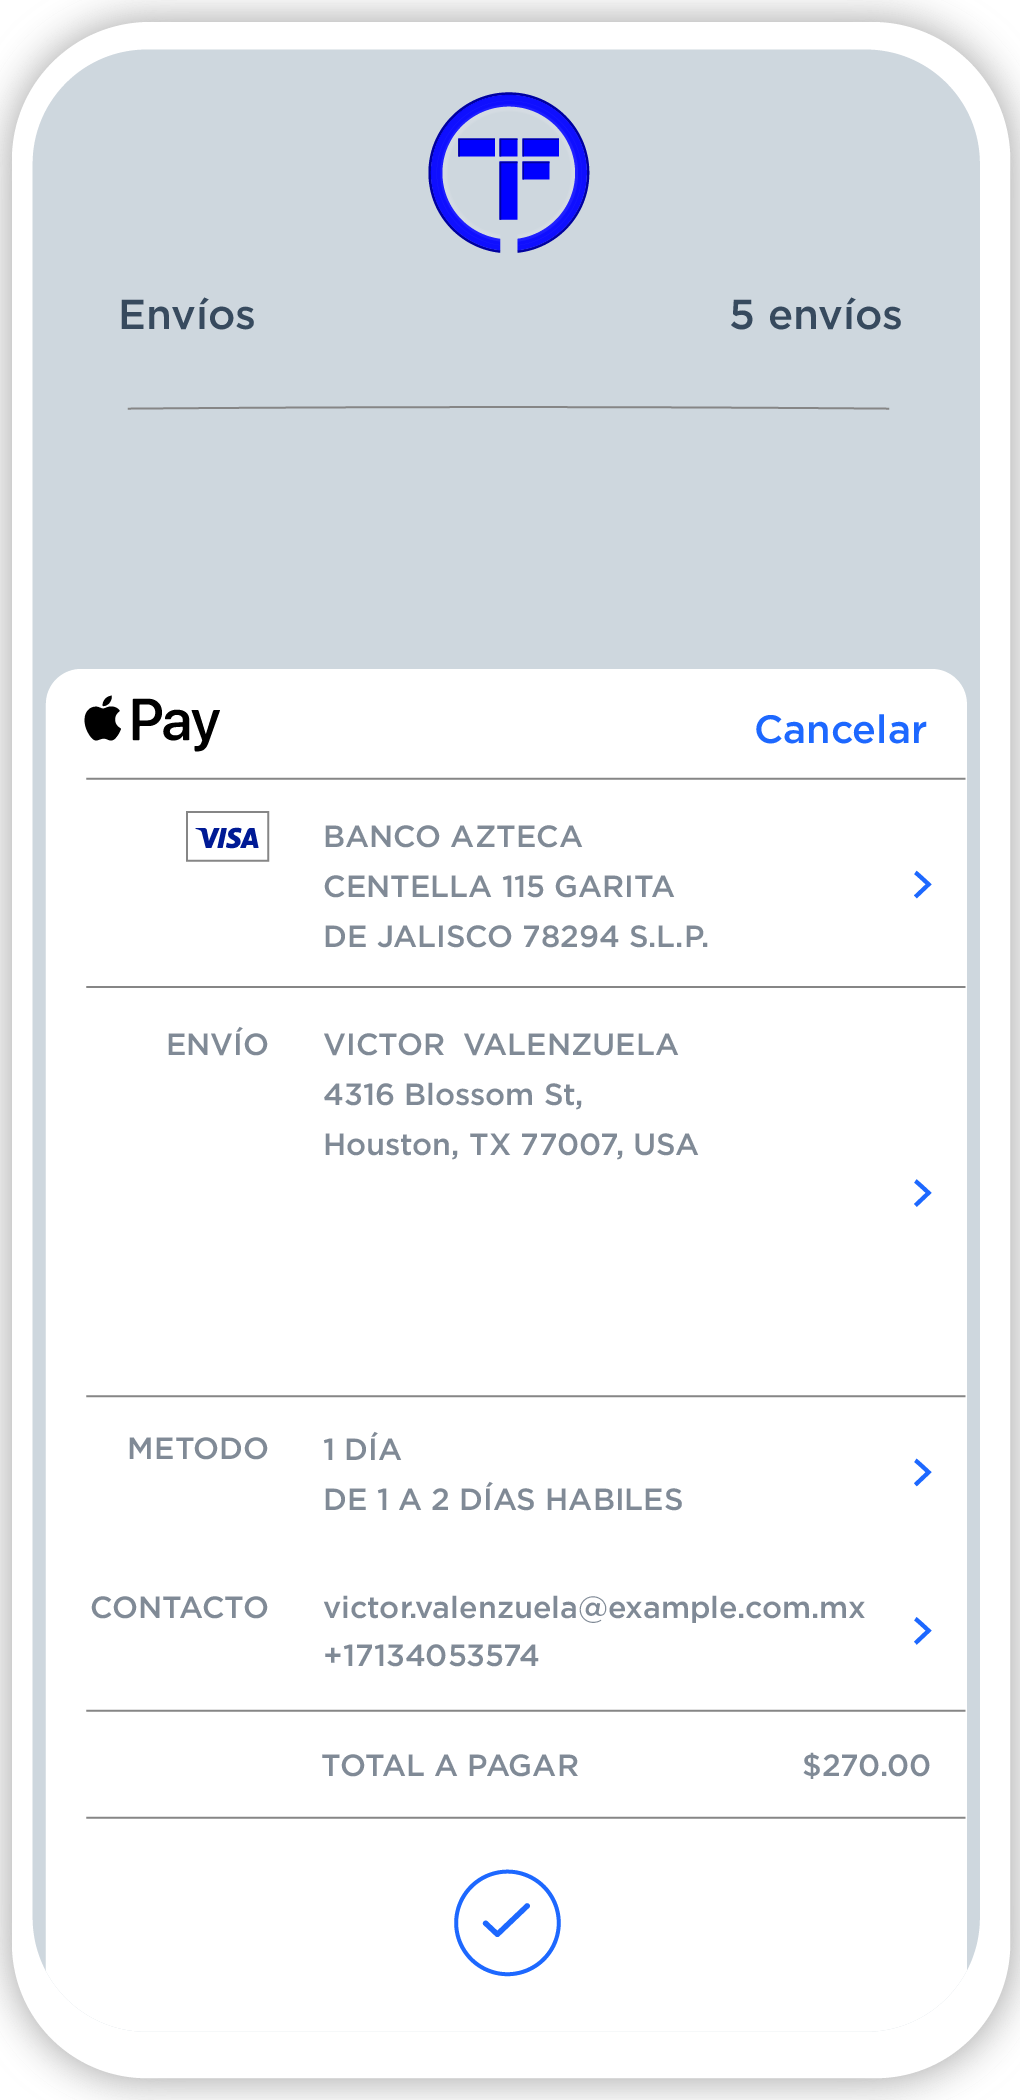 TF
Envíos 5 envíos
Pay Cancelar
VISA BANCO AZTECA
CENTELLA 115 GARITA
DE JALISCO 78294 S.L.P.
ENVÍO VICTOR VALENZUELA
4316 Blossom St,
Houston, TX 77007, USA
METODO 1 DÍA
DE 1 A 2 DÍAS HABILES
CONTACTO victor.valenzuela@example.com.mx
+17134053574
TOTAL A PAGAR $270.00